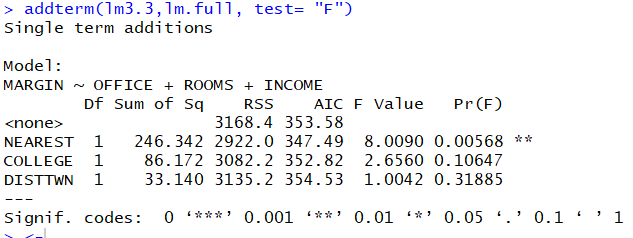 > addterm(lm3.3,lm.full, test= "F")
Single term additions
Model:
MARGIN ~ OFFICE + ROOMS + INCOME
        Df Sum of Sq    RSS    AIC F Value   Pr(F)
<none>               3168.4 353.58
NEAREST  1   246.342 2922.0 347.49  8.0090 0.00568 **
COLLEGE  1    86.172 3082.2 352.82  2.6560 0.10647
DISTTWN  1    33.140 3135.2 354.53  1.0042 0.31885
---
Signif. codes:  0 ‘***’ 0.001 ‘**’ 0.01 ‘*’ 0.05 ‘.’ 0.1 ‘ ’ 1
> <-